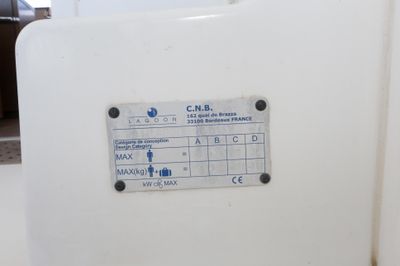 LAGOON
C.N.B.
162 quai de Brazza
33100 Bordeaux FRANCE
Catégorie de conception
Design Category
A B C D
MAX =
MAX(kg) + =
kW MAX
CE